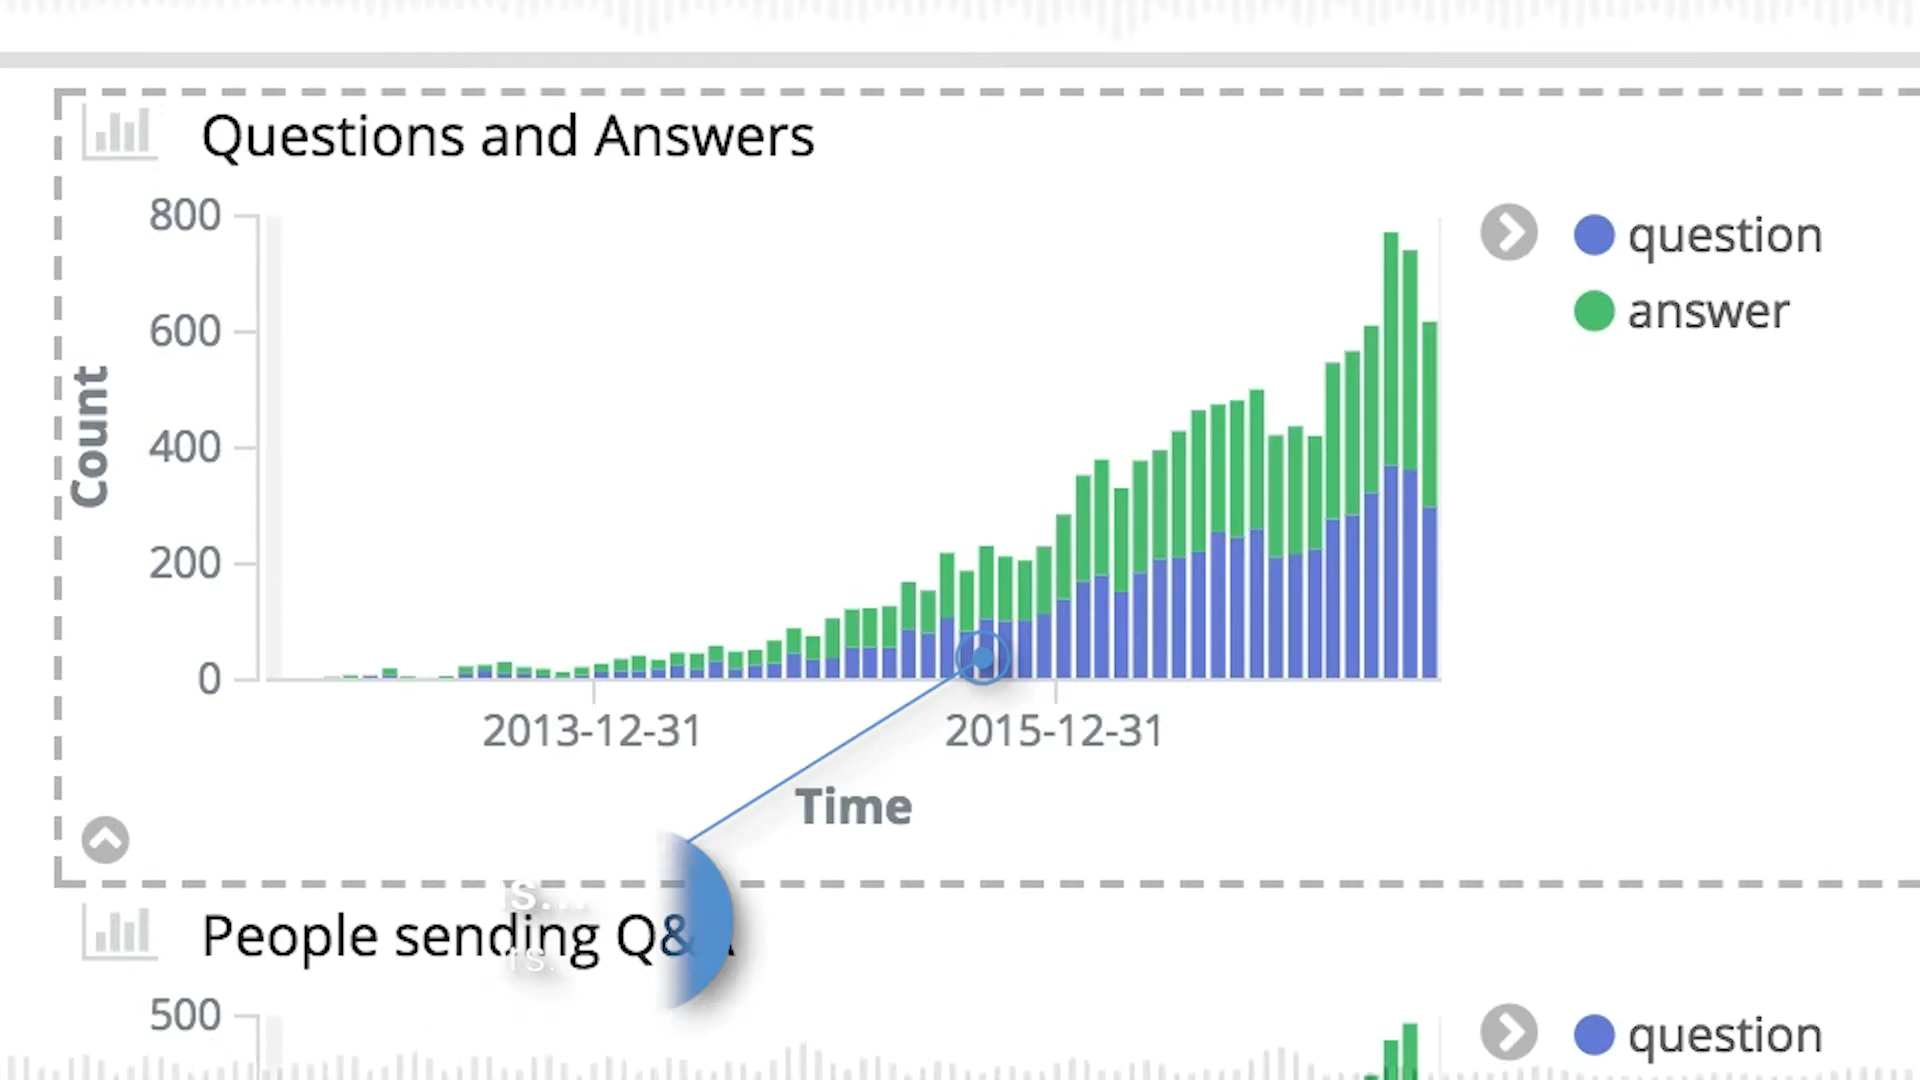 Questions and Answers
800
600
400
200
0
Count
2013-12-31
2015-12-31
Time
question
answer
People sending Q&
500
question